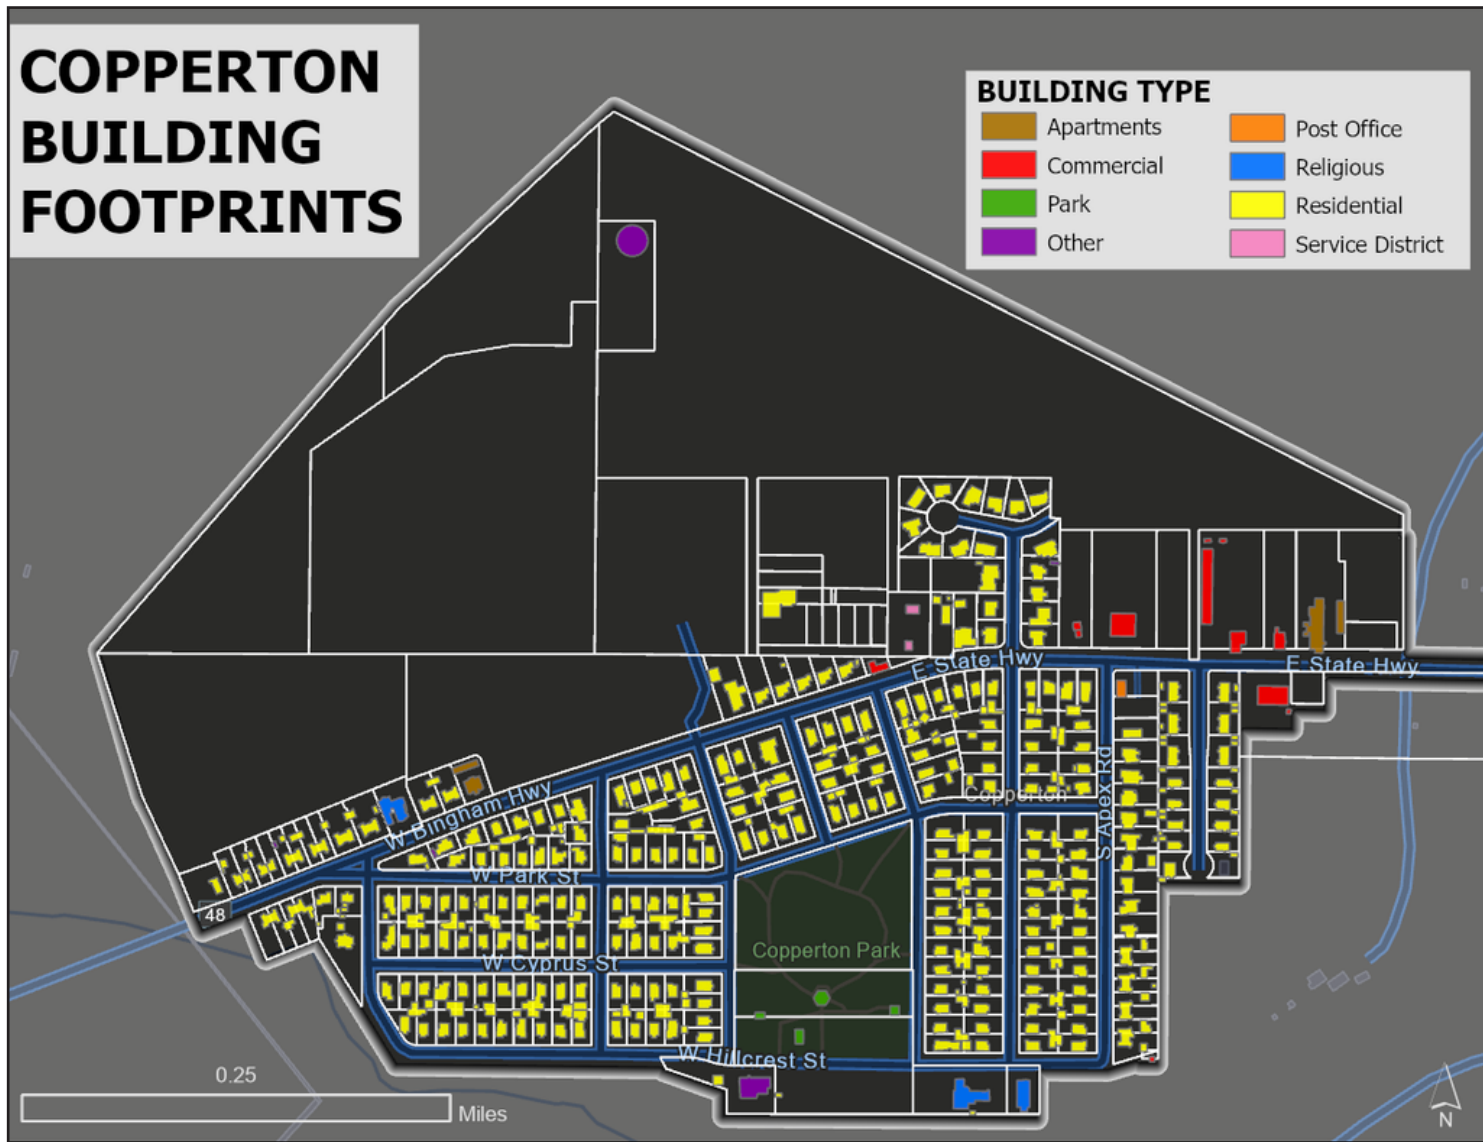 COPPERTON
BUILDING
FOOTPRINTS
BUILDING TYPE
Apartments
Commercial
Park
Other
Post Office
Religious
Residential
Service District
E State Hwy
E State Hwy
S Apex Rd
Copperton
W Bingham Hwy
W Park St
48
Copperton Park
W Cyprus St
W Hillcrest St
0.25
Miles
N